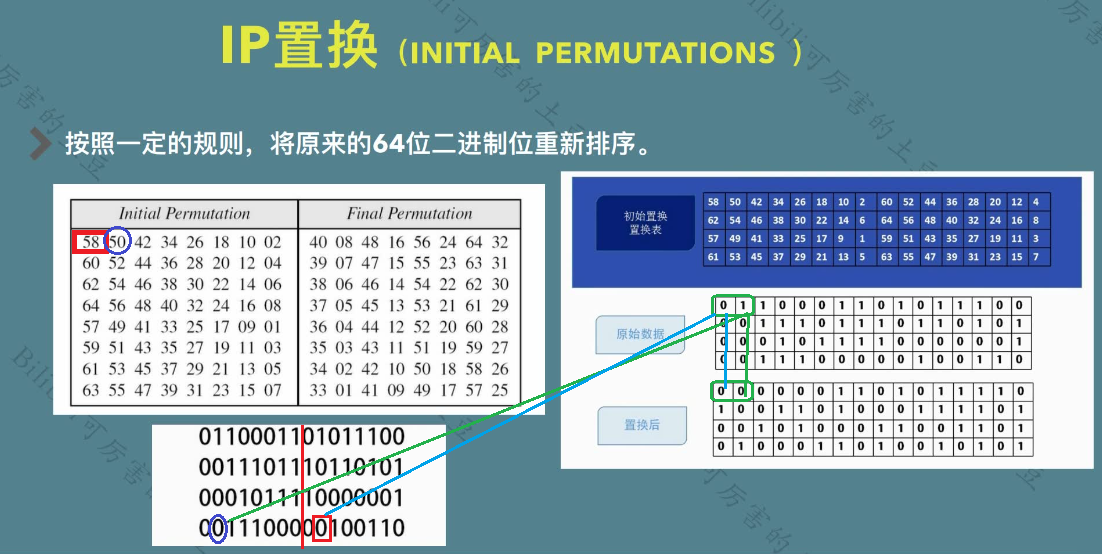 IP置换（INITIAL PERMUTATIONS ）
按照一定的规则，将原来的64位二进制位重新排序。
Initial Permutation Final Permutation
58 50 42 34 26 18 10 02 40 08 48 16 56 24 64 32
60 52 44 36 28 20 12 04 39 07 47 15 55 23 63 31
62 54 46 38 30 22 14 06 38 06 46 14 54 22 62 30
64 56 48 40 32 24 16 08 37 05 45 13 53 21 61 29
57 49 41 33 25 17 09 01 36 04 44 12 52 20 60 28
59 51 43 35 27 19 11 03 35 03 43 11 51 19 59 27
61 53 45 37 29 21 13 05 34 02 42 10 50 18 58 26
63 55 47 39 31 23 15 07 33 01 41 09 49 17 57 25
初始置换
置换表
58 50 42 34 26 18 10 2 60 52 44 36 28 20 12 4
62 54 46 38 30 22 14 6 64 56 48 40 32 24 16 8
57 49 41 33 25 17 9 1 59 51 43 35 27 19 11 3
61 53 45 37 29 21 13 5 63 55 47 39 31 23 15 7
原始数据
0 1 1 0 0 0 1 1 0 1 0 1 1 1 0 0
0 0 1 1 1 0 1 1 1 0 1 1 0 1 0 1
0 0 0 1 0 1 1 1 1 0 0 0 0 0 0 1
0 0 1 1 1 0 0 0 0 0 1 0 0 1 1 0
置换后
0 0 0 0 0 0 1 1 0 1 0 1 1 1 1 0
1 0 0 1 1 0 1 0 0 0 1 1 1 1 0 1
0 0 1 0 1 0 0 0 1 1 0 0 1 1 0 1
0 1 0 0 0 1 1 0 1 0 0 1 0 1 0 1
0110001101011100
0011101110110101
0001011110000001
0011100000100110
Bilibili可厉害的土豆